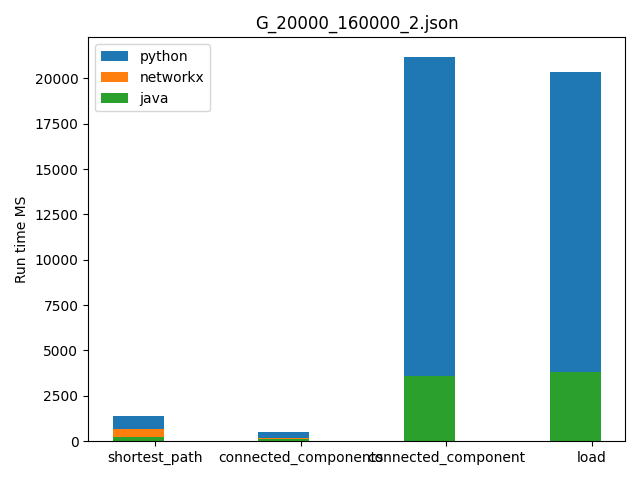 G_20000_160000_2.json
python
networkx
java
Run time MS
20000
17500
15000
12500
10000
7500
5000
2500
0
shortest_path connected_components connected_component load